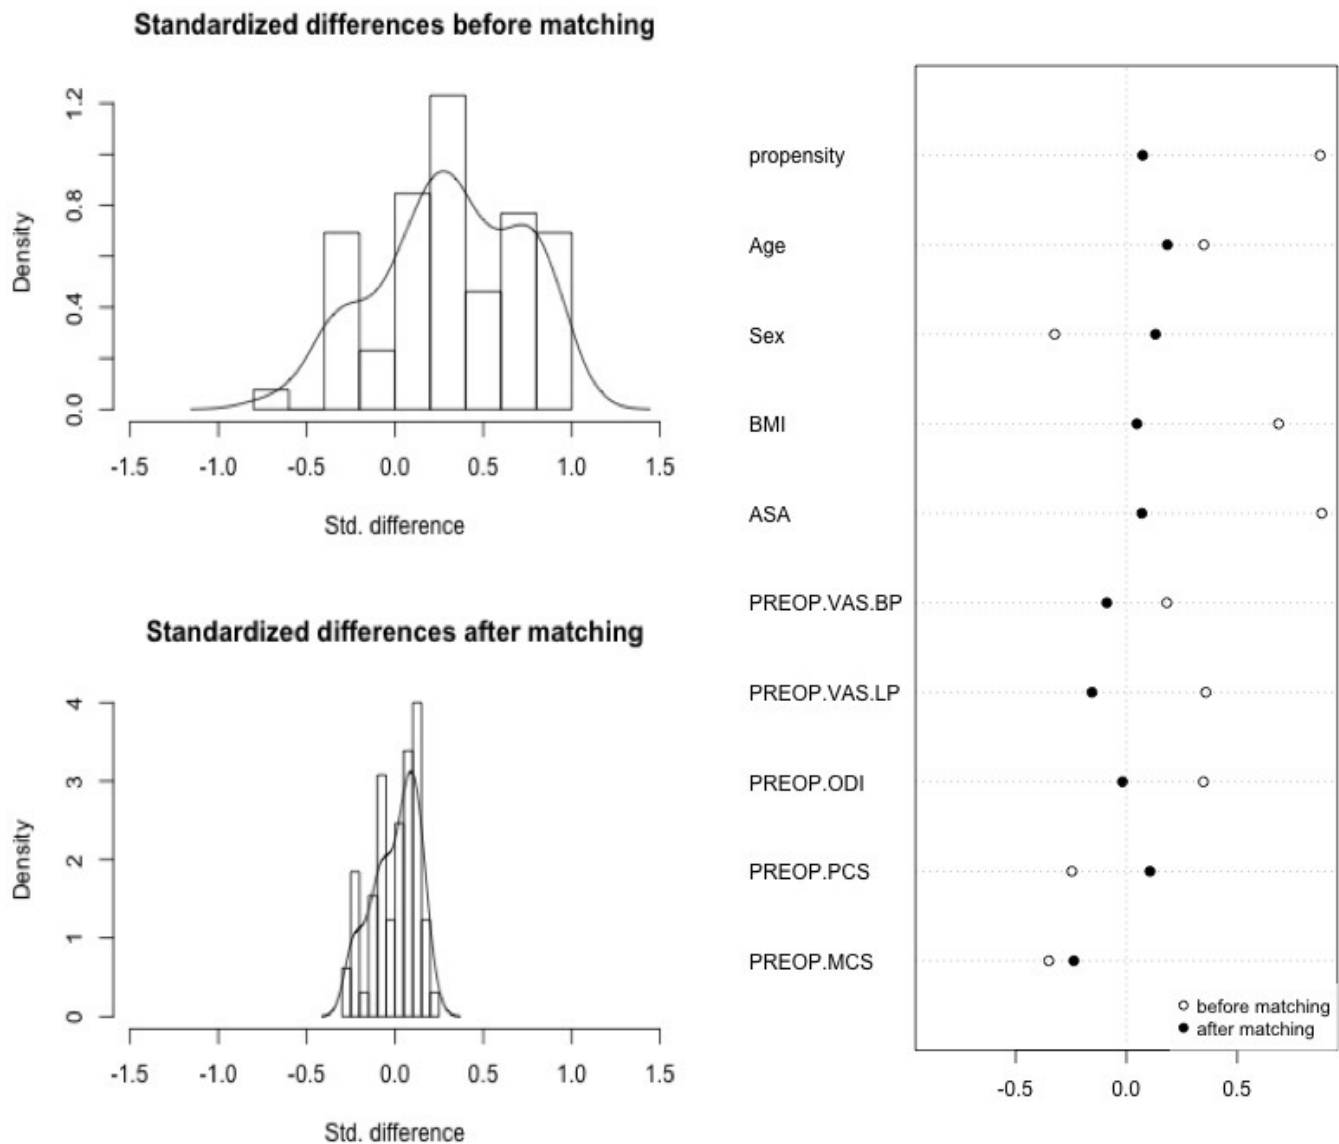 Standardized differences before matching
Density
0.0
0.4
0.8
1.2
-1.5
-1.0
-0.5
0.0
0.5
1.0
1.5
Std. difference
Standardized differences after matching
Density
0
1
2
3
4
-1.5
-1.0
-0.5
0.0
0.5
1.0
1.5
Std. difference
propensity
Age
Sex
BMI
ASA
PREOP.VAS.BP
PREOP.VAS.LP
PREOP.ODI
PREOP.PCS
PREOP.MCS
before matching
after matching
-0.5
0.0
0.5